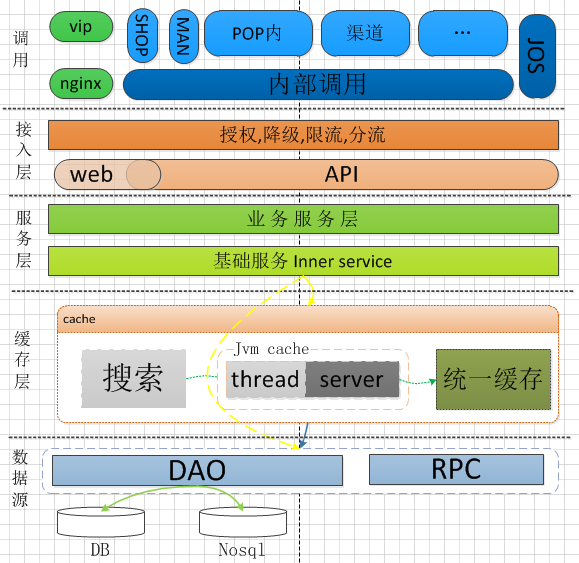 调用
vip
SHOP
MAN
POP内
渠道
...
JOS
nginx
内部调用
接入层
授权,降级,限流,分流
web
API
服务层
业务服务层
基础服务 Inner service
缓存层
cache
搜索
Jvm cache
thread
server
统一缓存
数据源
DAO
RPC
DB
Nosql